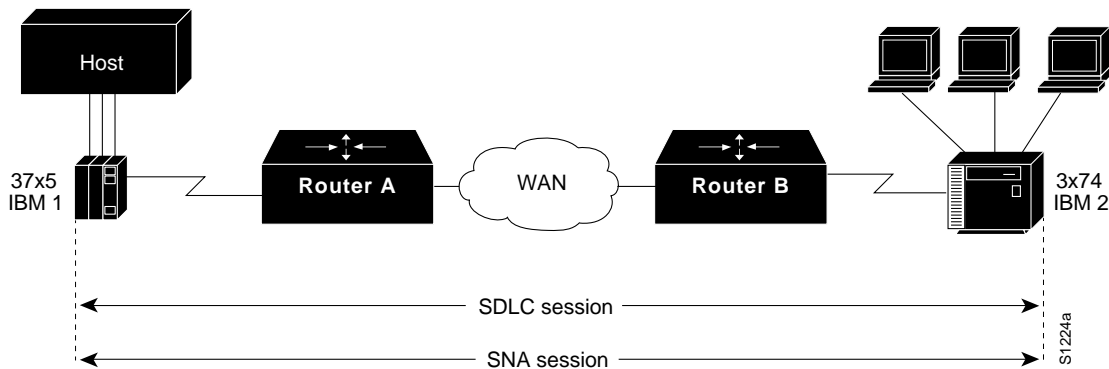 Host
37x5
IBM 1
Router A
WAN
Router B
3x74
IBM 2
SDLC session
SNA session
S1224a